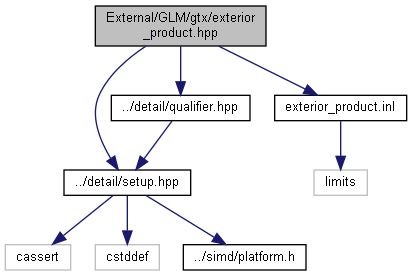 External/GLM/gtx/exterior
_product.hpp
../detail/qualifier.hpp
exterior_product.inl
../detail/setup.hpp
limits
cassert
cstddef
../simd/platform.h